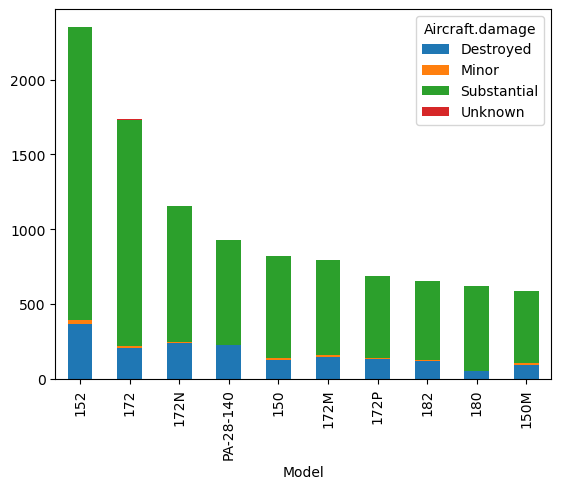 Aircraft.damage
Destroyed
Minor
Substantial
Unknown
2000
1500
1000
500
0
152
172
172N
PA-28-140
150
172M
172P
182
180
150M
Model